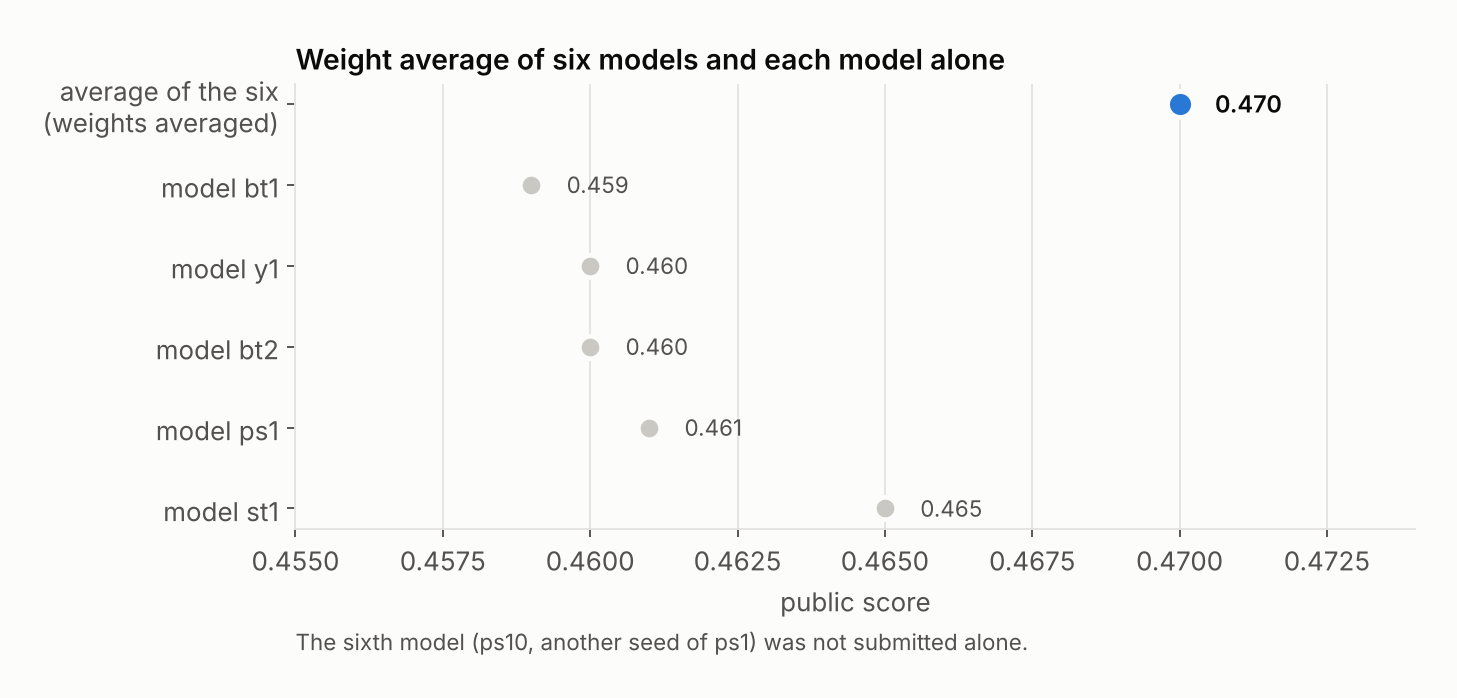 Weight average of six models and each model alone
average of the six
(weights averaged)
0.470
model bt1
0.459
model y1
0.460
model bt2
0.460
model ps1
0.461
model st1
0.465
0.4550 0.4575 0.4600 0.4625 0.4650 0.4675 0.4700 0.4725
public score
The sixth model (ps10, another seed of ps1) was not submitted alone.